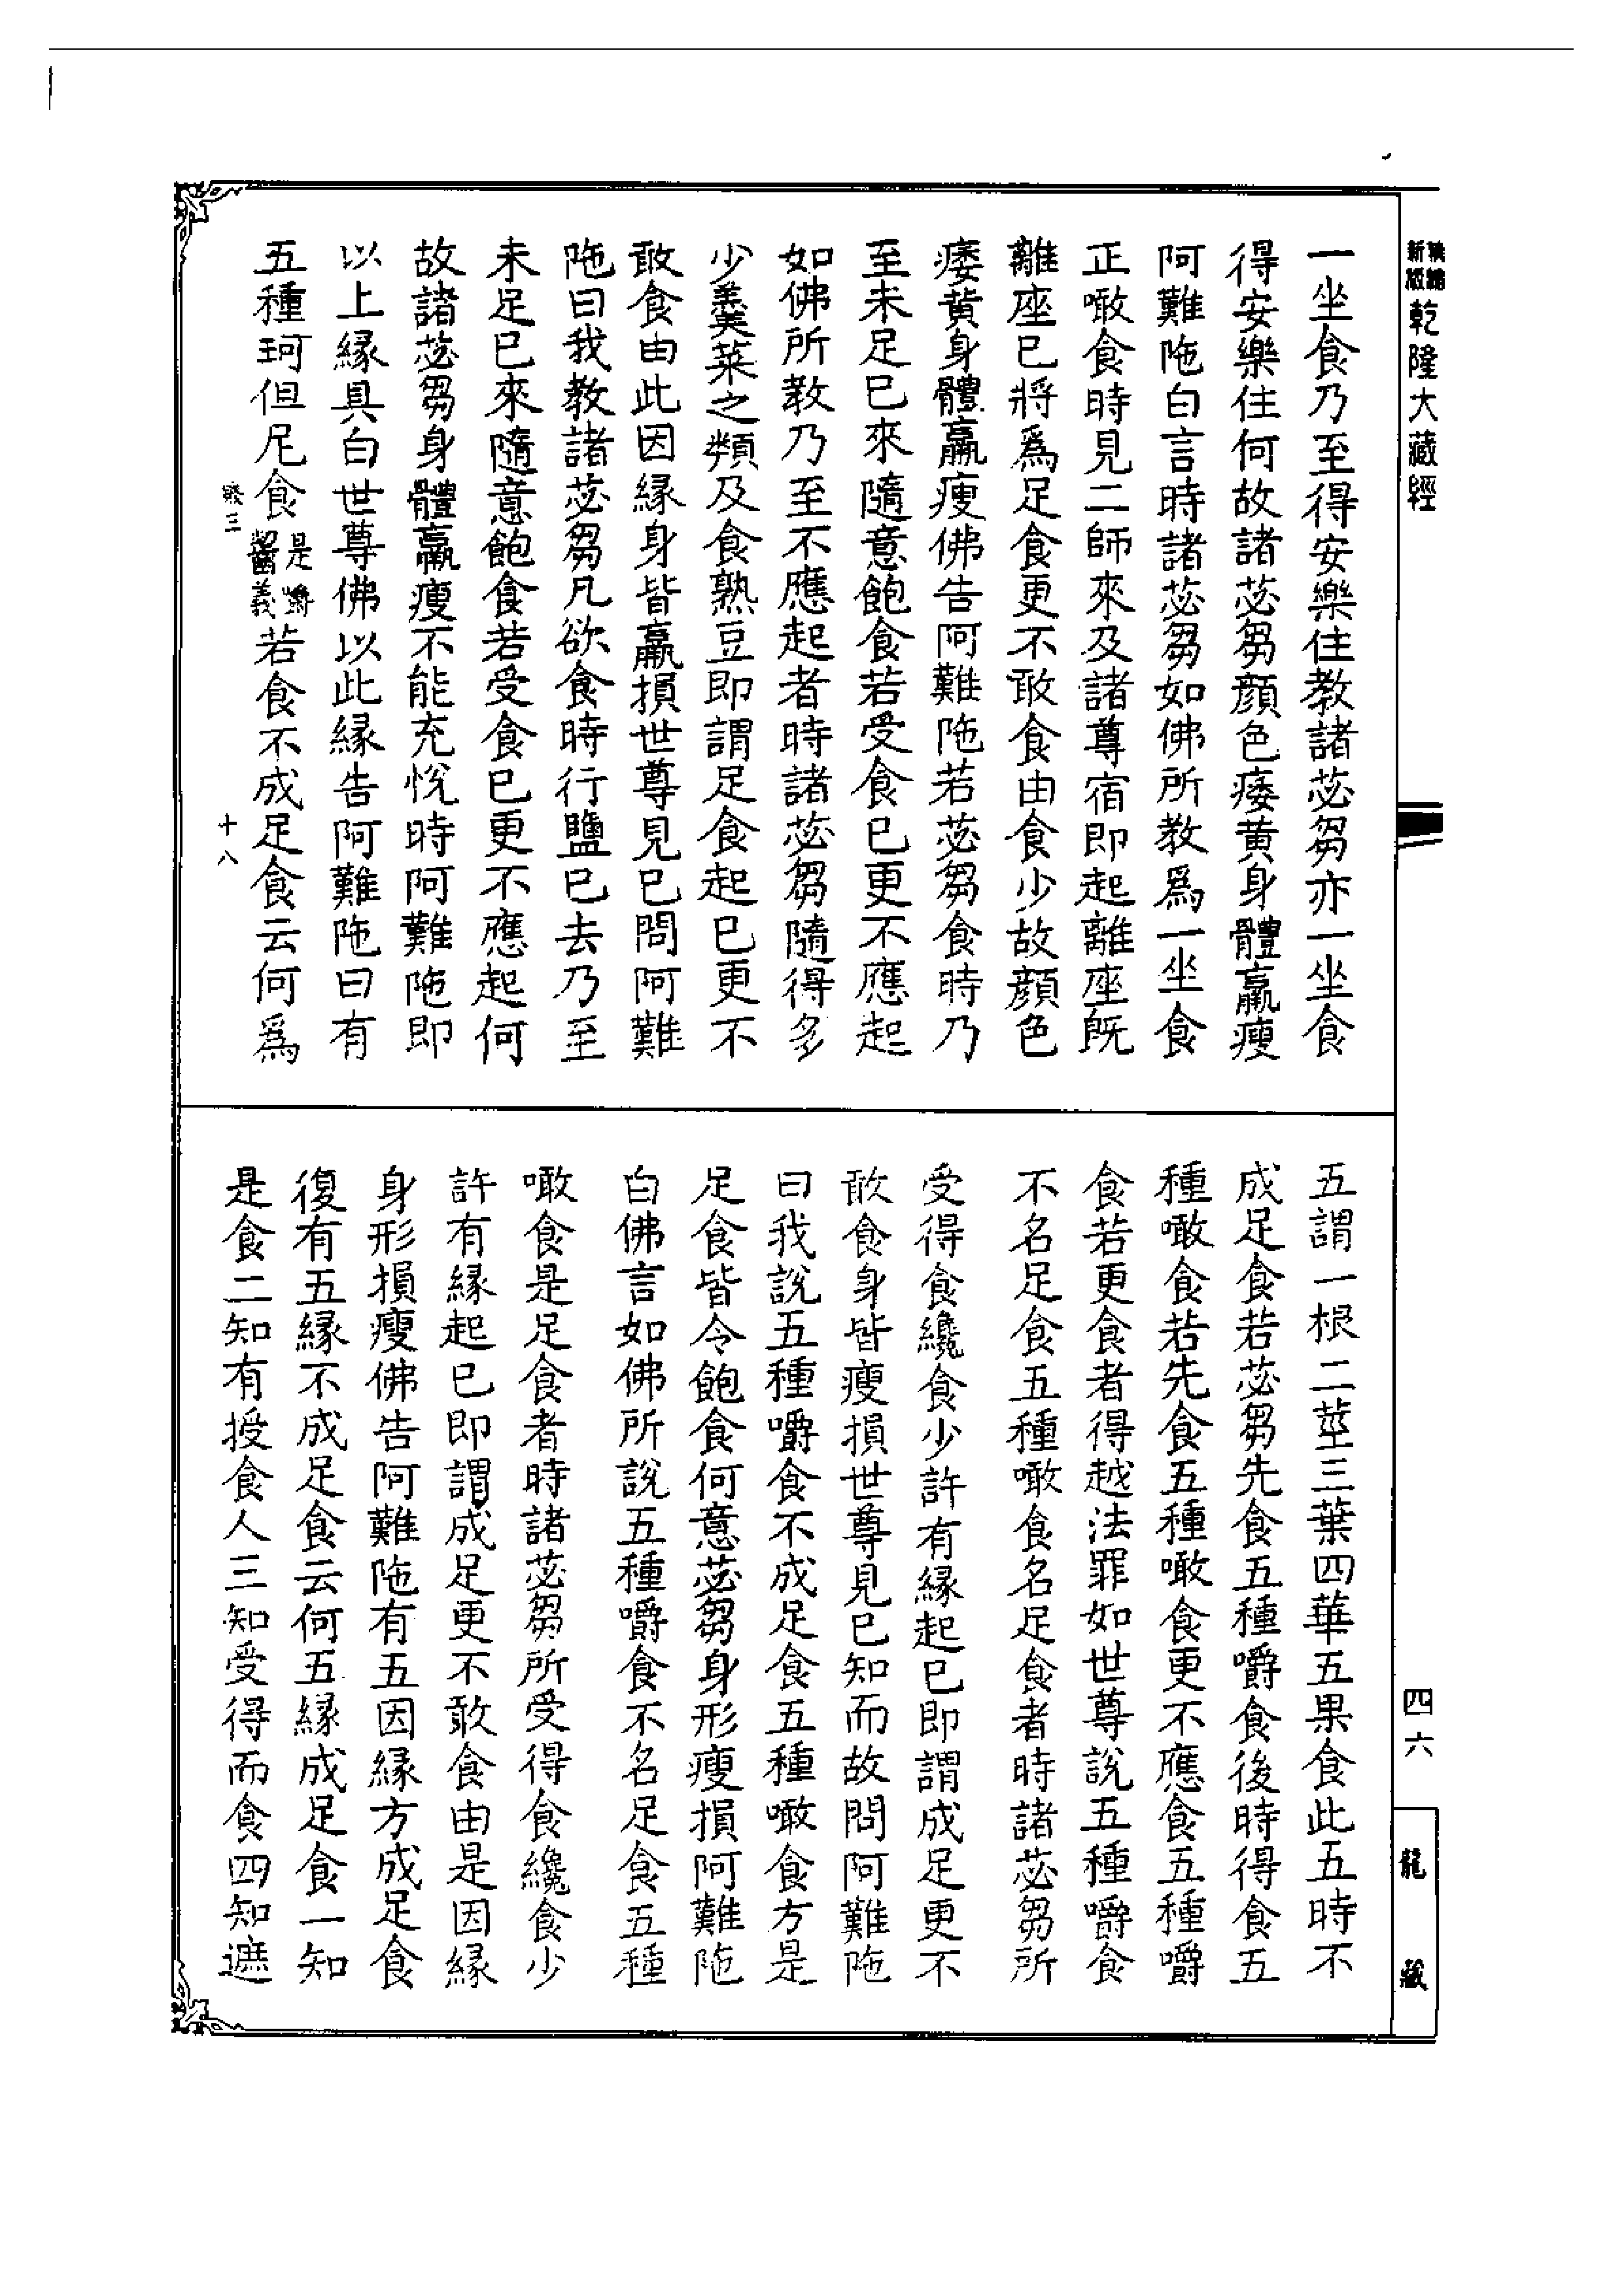 新編縮版 乾隆大藏經
一坐食乃至得安樂住教諸苾芻亦一坐食
得安樂住何故諸苾芻顏色痿黃身體羸瘦
阿難陁白言時諸苾芻如佛所教爲一坐食
正噉食時見二師來及諸尊宿即起離座旣
離座已將爲足食更不敢食由食少故顏色
痿黃身體羸瘦佛告阿難陁若苾芻食時乃
至未足已來隨意飽食若受食已更不應起
如佛所教乃至不應起者時諸苾芻隨得多
少羹菜之類及食熟豆即謂足食起已更不
敢食由此因緣身皆羸損世尊見已問阿難
陁曰我教諸苾芻凡欲食時行鹽已去乃至
未足已來隨意飽食若受食已更不應起何
故諸苾芻身體羸瘦不能充悅時阿難陁即
以上緣具白世尊佛以此緣告阿難陁曰有
五種珂但尼食是嚼齧義若食不成足食云何爲
十八
五謂一根二莖三葉四華五果食此五時不
成足食若苾芻先食五種嚼食後時得食五
種噉食若先食五種噉食更不應食五種嚼
食若更食者得越法罪如世尊說五種嚼食
不名足食五種噉食名足食者時諸苾芻所
受得食纔食少許有緣起已即謂成足更不
敢食身皆瘦損世尊見已知而故問阿難陁
曰我說五種嚼食不成足食五種噉食方是
足食皆令飽食何意苾芻身形瘦損阿難陁
白佛言如佛所說五種嚼食不名足食五種
噉食是足食者時諸苾芻所受得食纔食少
許有緣起已即謂成足更不敢食由是因緣
身形損瘦佛告阿難陁有五因緣方成足食
復有五緣不成足食云何五緣成足食一知
是食二知有授食人三知受得而食四知遮
四六
龍藏